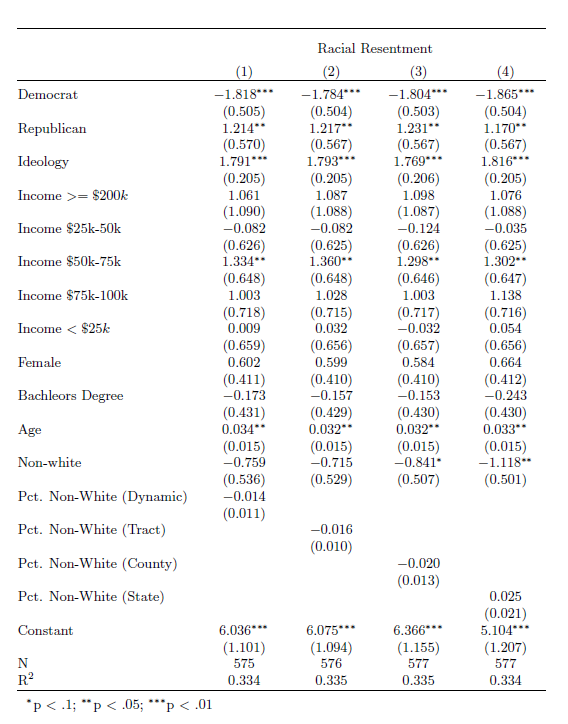 Racial Resentment
(1) (2) (3) (4)
Democrat −1.818*** −1.784*** −1.804*** −1.865***
(0.505) (0.504) (0.503) (0.504)
Republican 1.214** 1.217** 1.231** 1.170**
(0.570) (0.567) (0.567) (0.567)
Ideology 1.791*** 1.793*** 1.769*** 1.816***
(0.205) (0.205) (0.206) (0.205)
Income >= $200k 1.061 1.087 1.098 1.076
(1.090) (1.088) (1.087) (1.088)
Income $25k-50k −0.082 −0.082 −0.124 −0.035
(0.626) (0.625) (0.626) (0.625)
Income $50k-75k 1.334** 1.360** 1.298** 1.302**
(0.648) (0.648) (0.646) (0.647)
Income $75k-100k 1.003 1.028 1.003 1.138
(0.718) (0.715) (0.717) (0.716)
Income < $25k 0.009 0.032 −0.032 0.054
(0.659) (0.656) (0.657) (0.656)
Female 0.602 0.599 0.584 0.664
(0.411) (0.410) (0.410) (0.412)
Bachleors Degree −0.173 −0.157 −0.153 −0.243
(0.431) (0.429) (0.430) (0.430)
Age 0.034** 0.032** 0.032** 0.033**
(0.015) (0.015) (0.015) (0.015)
Non-white −0.759 −0.715 −0.841* −1.118**
(0.536) (0.529) (0.507) (0.501)
Pct. Non-White (Dynamic) −0.014
(0.011)
Pct. Non-White (Tract) −0.016
(0.010)
Pct. Non-White (County) −0.020
(0.013)
Pct. Non-White (State) 0.025
(0.021)
Constant 6.036*** 6.075*** 6.366*** 5.104***
(1.101) (1.094) (1.155) (1.207)
N 575 576 577 577
R² 0.334 0.335 0.335 0.334
*p < .1; **p < .05; ***p < .01